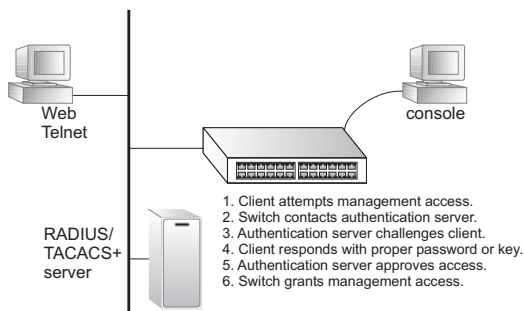 Web
Telnet
console
RADIUS/
TACACS+
server
1. Client attempts management access.
2. Switch contacts authentication server.
3. Authentication server challenges client.
4. Client responds with proper password or key.
5. Authentication server approves access.
6. Switch grants management access.